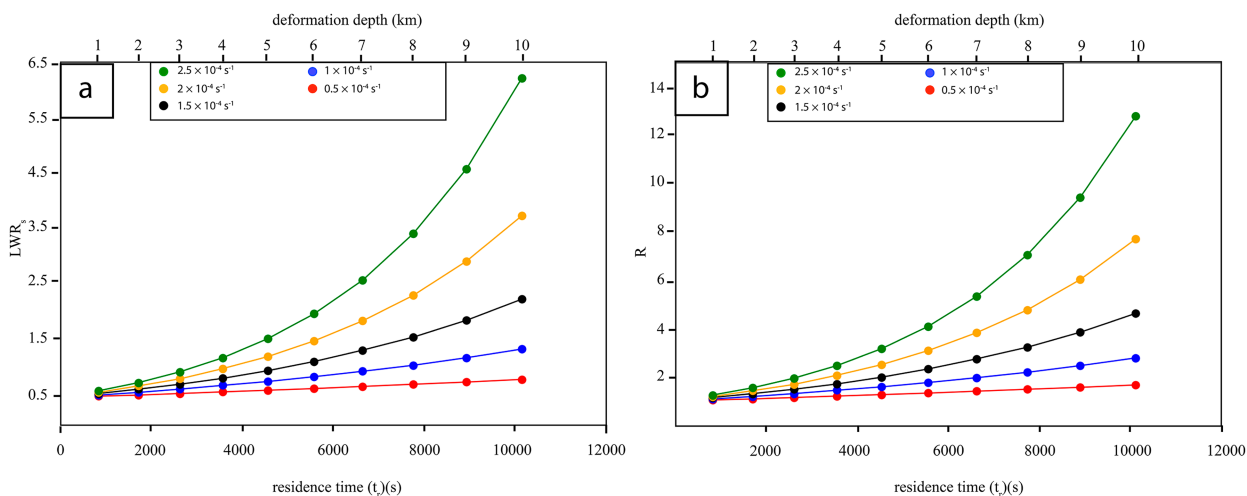 deformation depth (km)
1 2 3 4 5 6 7 8 9 10
a
2.5 × 10⁻⁴ s⁻¹ 1 × 10⁻⁴ s⁻¹
2 × 10⁻⁴ s⁻¹ 0.5 × 10⁻⁴ s⁻¹
1.5 × 10⁻⁴ s⁻¹
6.5
5.5
4.5
3.5
2.5
1.5
0.5
LWRₛ
0 2000 4000 6000 8000 10000 12000
residence time (tᵣ)(s)
deformation depth (km)
1 2 3 4 5 6 7 8 9 10
b
2.5 × 10⁻⁴ s⁻¹ 1 × 10⁻⁴ s⁻¹
2 × 10⁻⁴ s⁻¹ 0.5 × 10⁻⁴ s⁻¹
1.5 × 10⁻⁴ s⁻¹
14
12
10
8
6
4
2
R
2000 4000 6000 8000 10000 12000
residence time (tᵣ)(s)